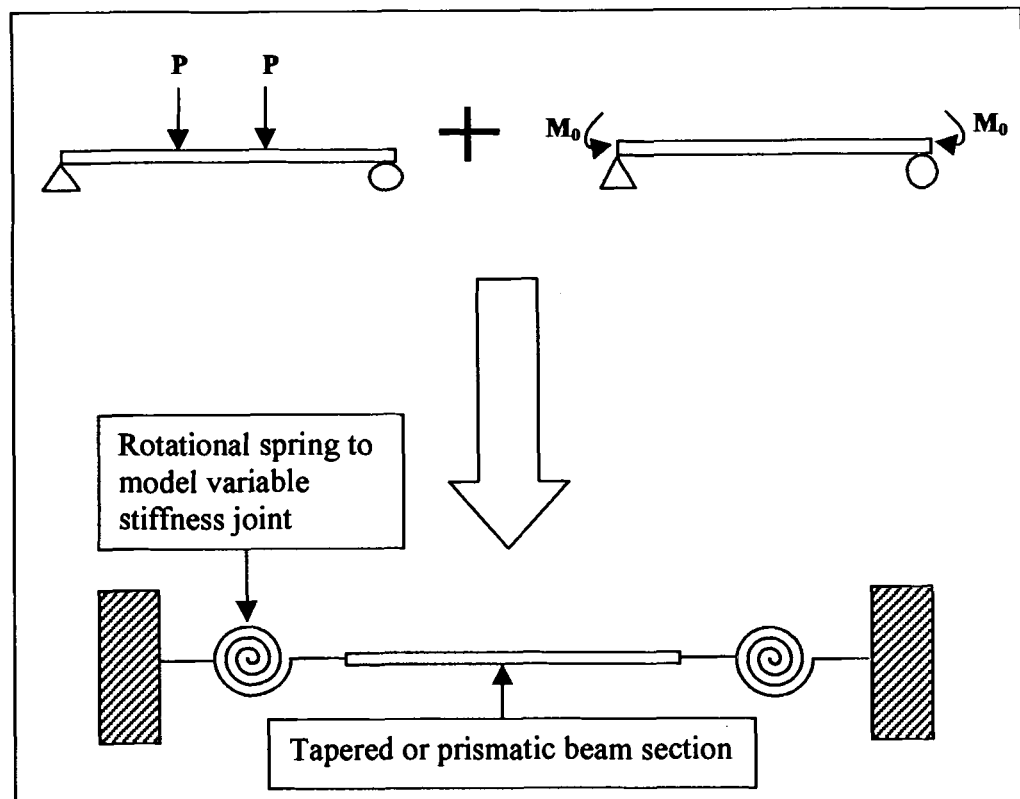 P P
M₀ M₀
Rotational spring to
model variable
stiffness joint
Tapered or prismatic beam section